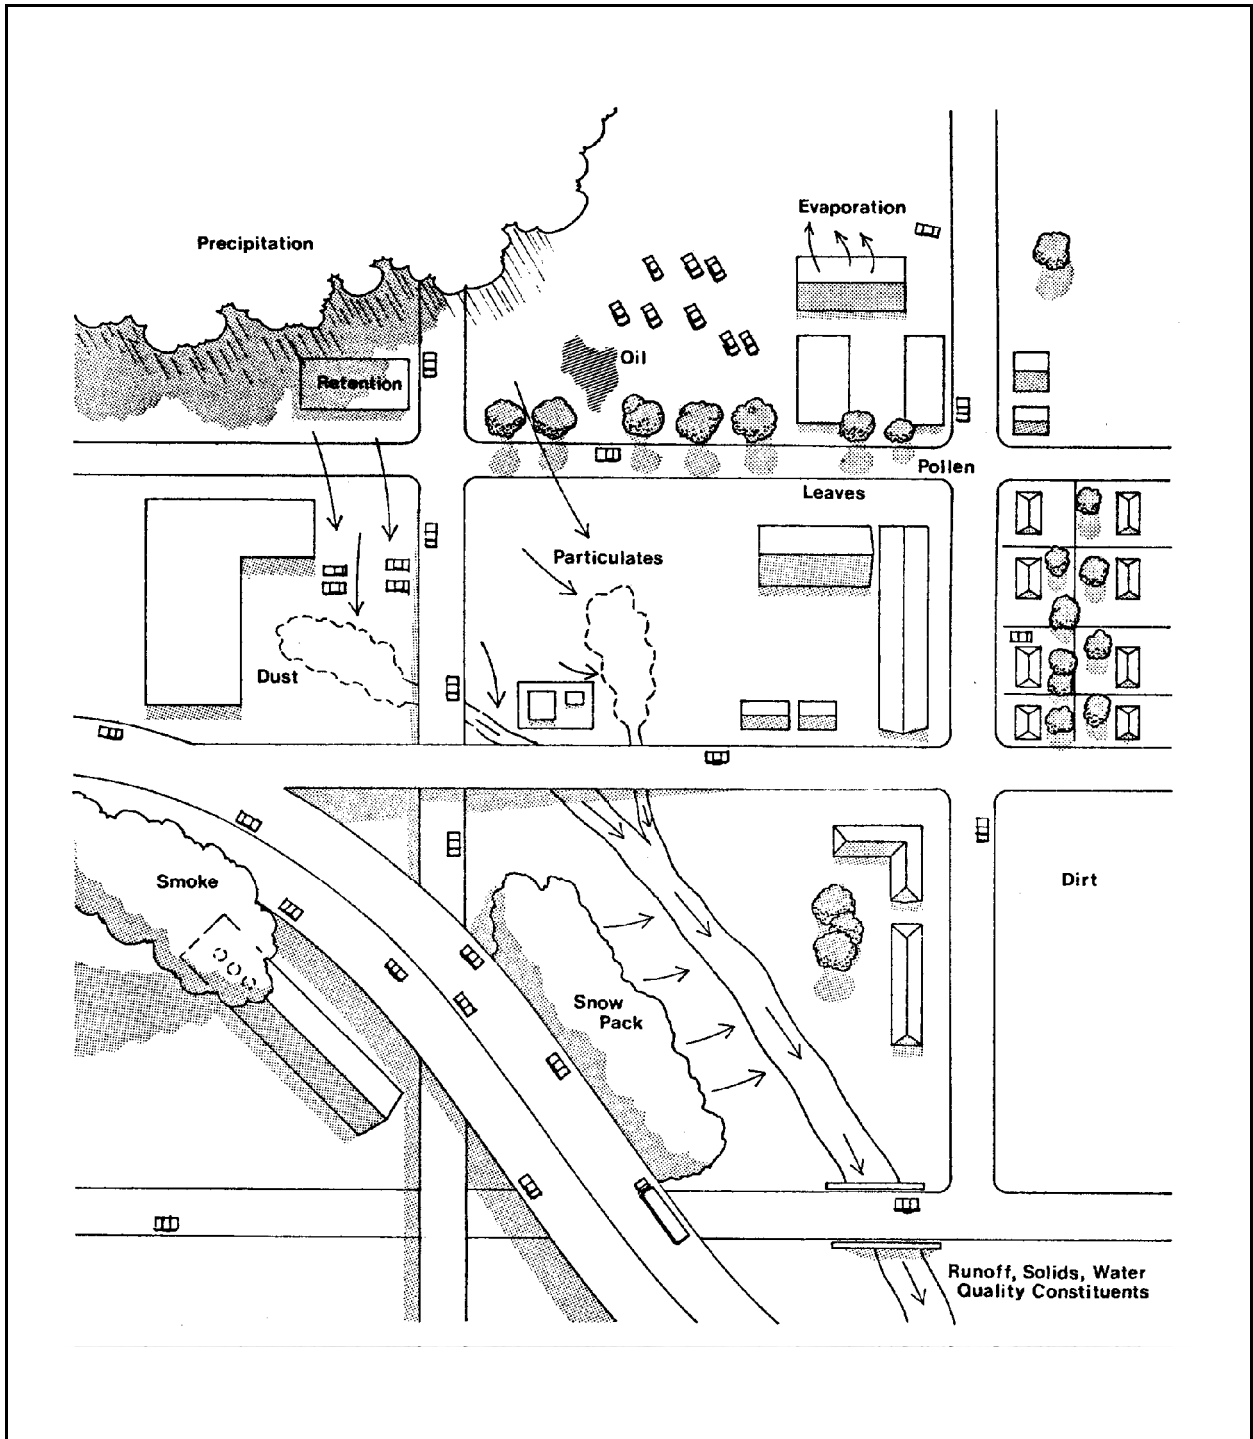 Evaporation
Precipitation
Oil
Retention
Pollen
Leaves
Particulates
Dust
Smoke
Dirt
Snow
Pack
Runoff, Solids, Water
Quality Constituents